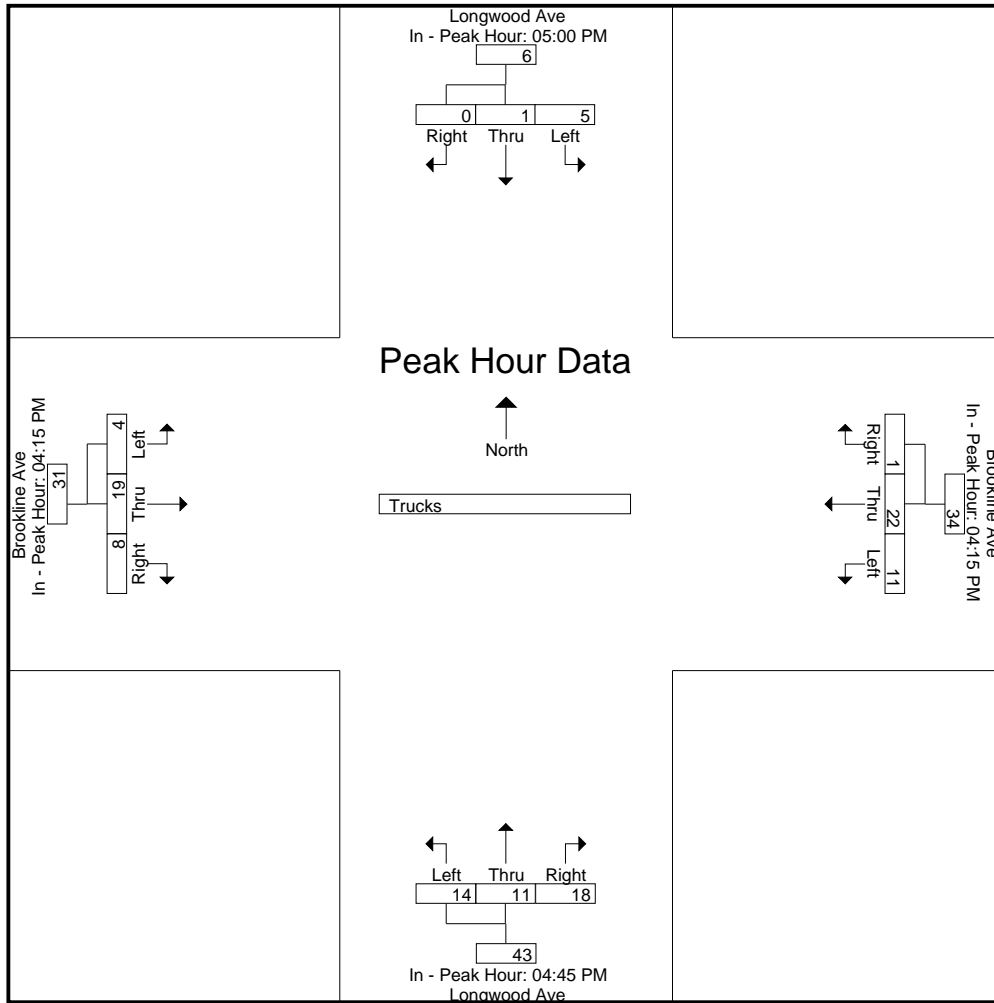 Longwood Ave
In - Peak Hour: 05:00 PM
6
0 1 5
Right Thru Left
Peak Hour Data
North
Trucks
Brookline Ave
In - Peak Hour: 04:15 PM
31
4 19 8
Left Thru Right
Right Thru Left
1 22 11
34
In - Peak Hour: 04:15 PM
Brookline Ave
Left Thru Right
14 11 18
43
In - Peak Hour: 04:45 PM
Longwood Ave